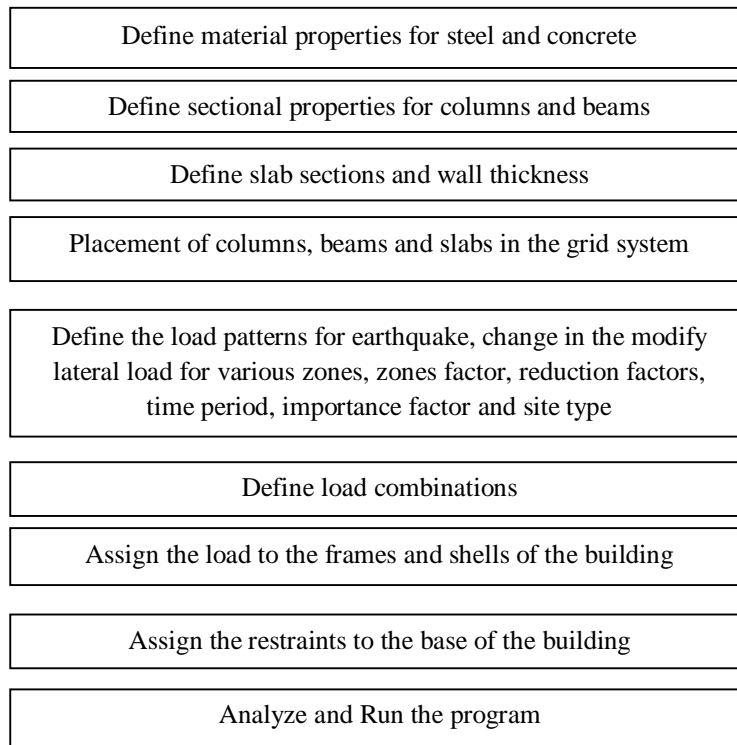 Define material properties for steel and concrete
Define sectional properties for columns and beams
Define slab sections and wall thickness
Placement of columns, beams and slabs in the grid system
Define the load patterns for earthquake, change in the modify
lateral load for various zones, zones factor, reduction factors,
time period, importance factor and site type
Define load combinations
Assign the load to the frames and shells of the building
Assign the restraints to the base of the building
Analyze and Run the program